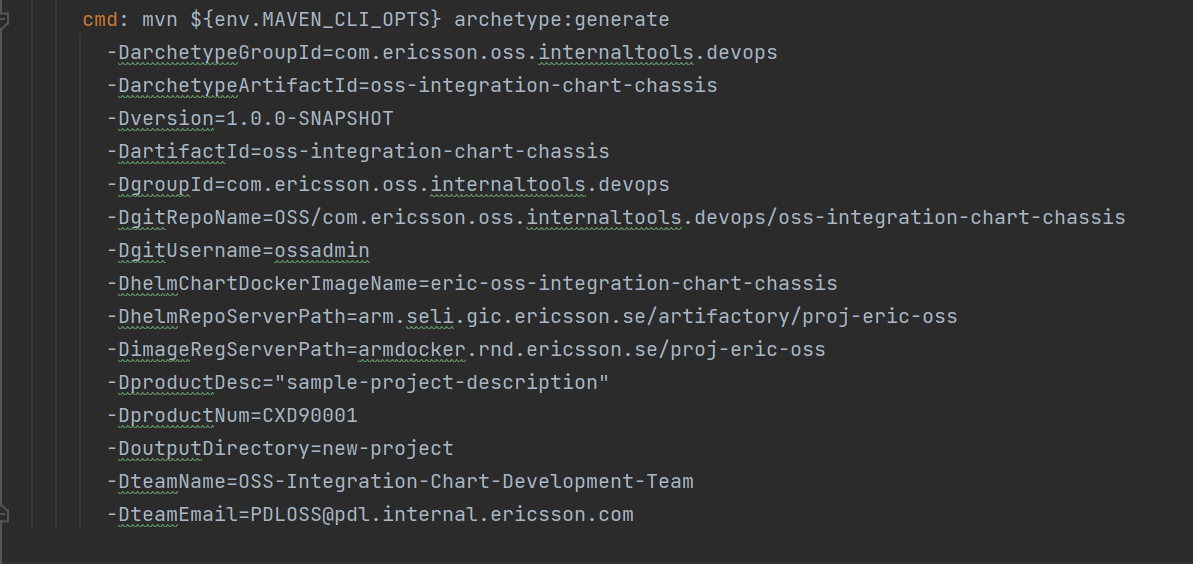 cmd: mvn ${env.MAVEN_CLI_OPTS} archetype:generate
-DarchetypeGroupId=com.ericsson.oss.internaltools.devops
-DarchetypeArtifactId=oss-integration-chart-chassis
-Dversion=1.0.0-SNAPSHOT
-DartifactId=oss-integration-chart-chassis
-DgroupId=com.ericsson.oss.internaltools.devops
-DgitRepoName=OSS/com.ericsson.oss.internaltools.devops/oss-integration-chart-chassis
-DgitUsername=ossadmin
-DhelmChartDockerImageName=eric-oss-integration-chart-chassis
-DhelmRepoServerPath=arm.seli.gic.ericsson.se/artifactory/proj-eric-oss
-DimageRegServerPath=armdocker.rnd.ericsson.se/proj-eric-oss
-DproductDesc="sample-project-description"
-DproductNum=CXD90001
-DoutputDirectory=new-project
-DteamName=OSS-Integration-Chart-Development-Team
-DteamEmail=PDLOSS@pdl.internal.ericsson.com